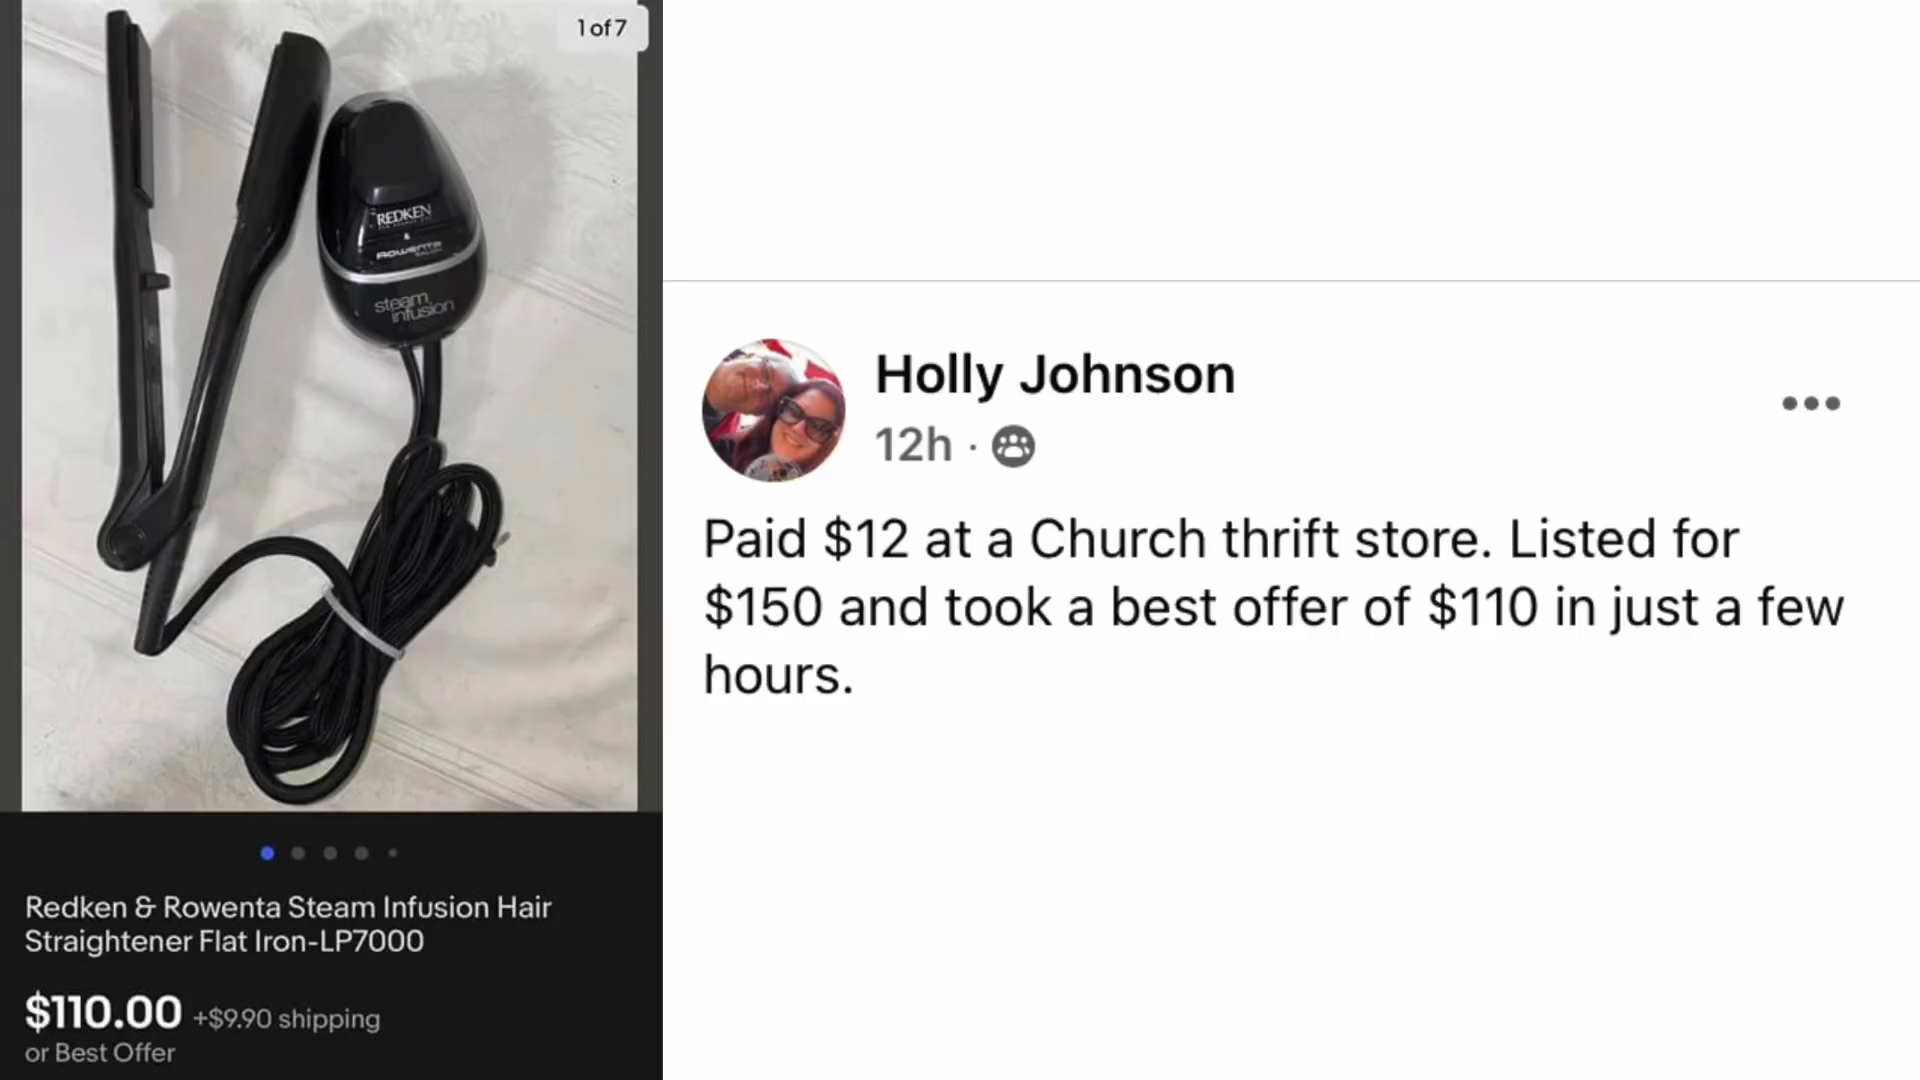 1 of 7
REDKEN
&
ROWENTA
steam
infusion
Redken & Rowenta Steam Infusion Hair
Straightener Flat Iron-LP7000
$110.00 +$9.90 shipping
or Best Offer
Holly Johnson
12h ·
Paid $12 at a Church thrift store. Listed for
$150 and took a best offer of $110 in just a few
hours.